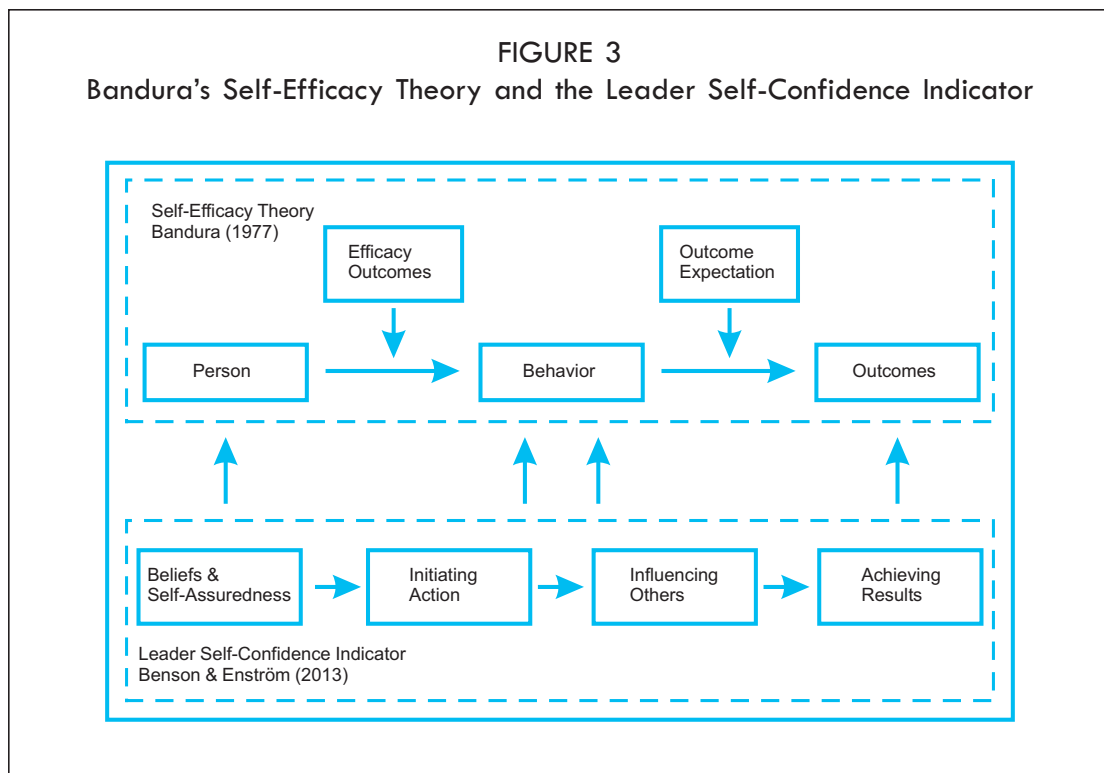 FIGURE 3
Bandura’s Self-Efficacy Theory and the Leader Self-Confidence Indicator
Self-Efficacy Theory
Bandura (1977)
Efficacy
Outcomes
Outcome
Expectation
Person
Behavior
Outcomes
Beliefs &
Self-Assuredness
Initiating
Action
Influencing
Others
Achieving
Results
Leader Self-Confidence Indicator
Benson & Enström (2013)